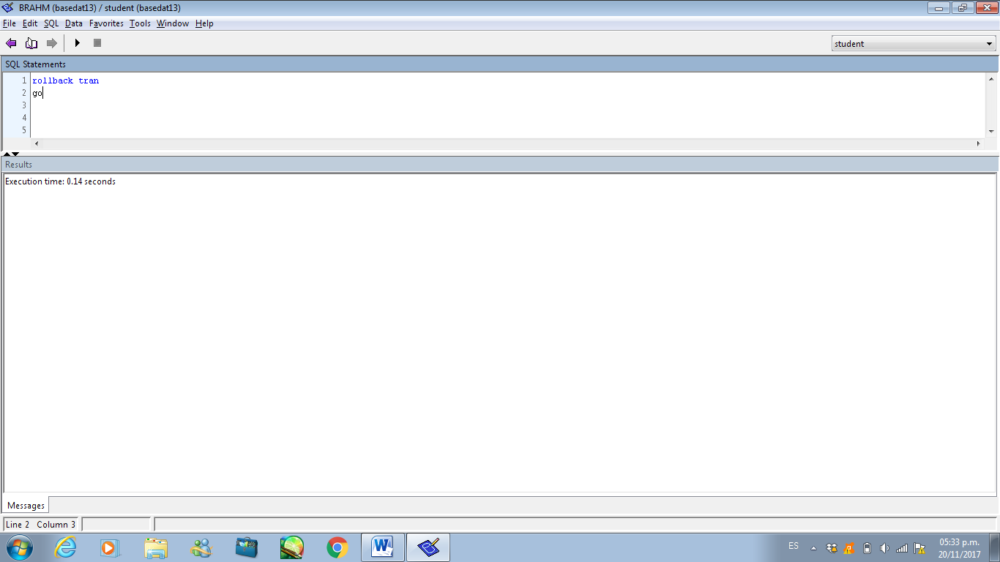 BRAHM (basedat13) / student (basedat13)
File Edit SQL Data Favorites Tools Window Help
student
SQL Statements
1 rollback tran
2 go
3
4
5
Results
Execution time: 0.14 seconds
Messages
Line 2 Column 3
ES
05:33 p.m.
20/11/2017